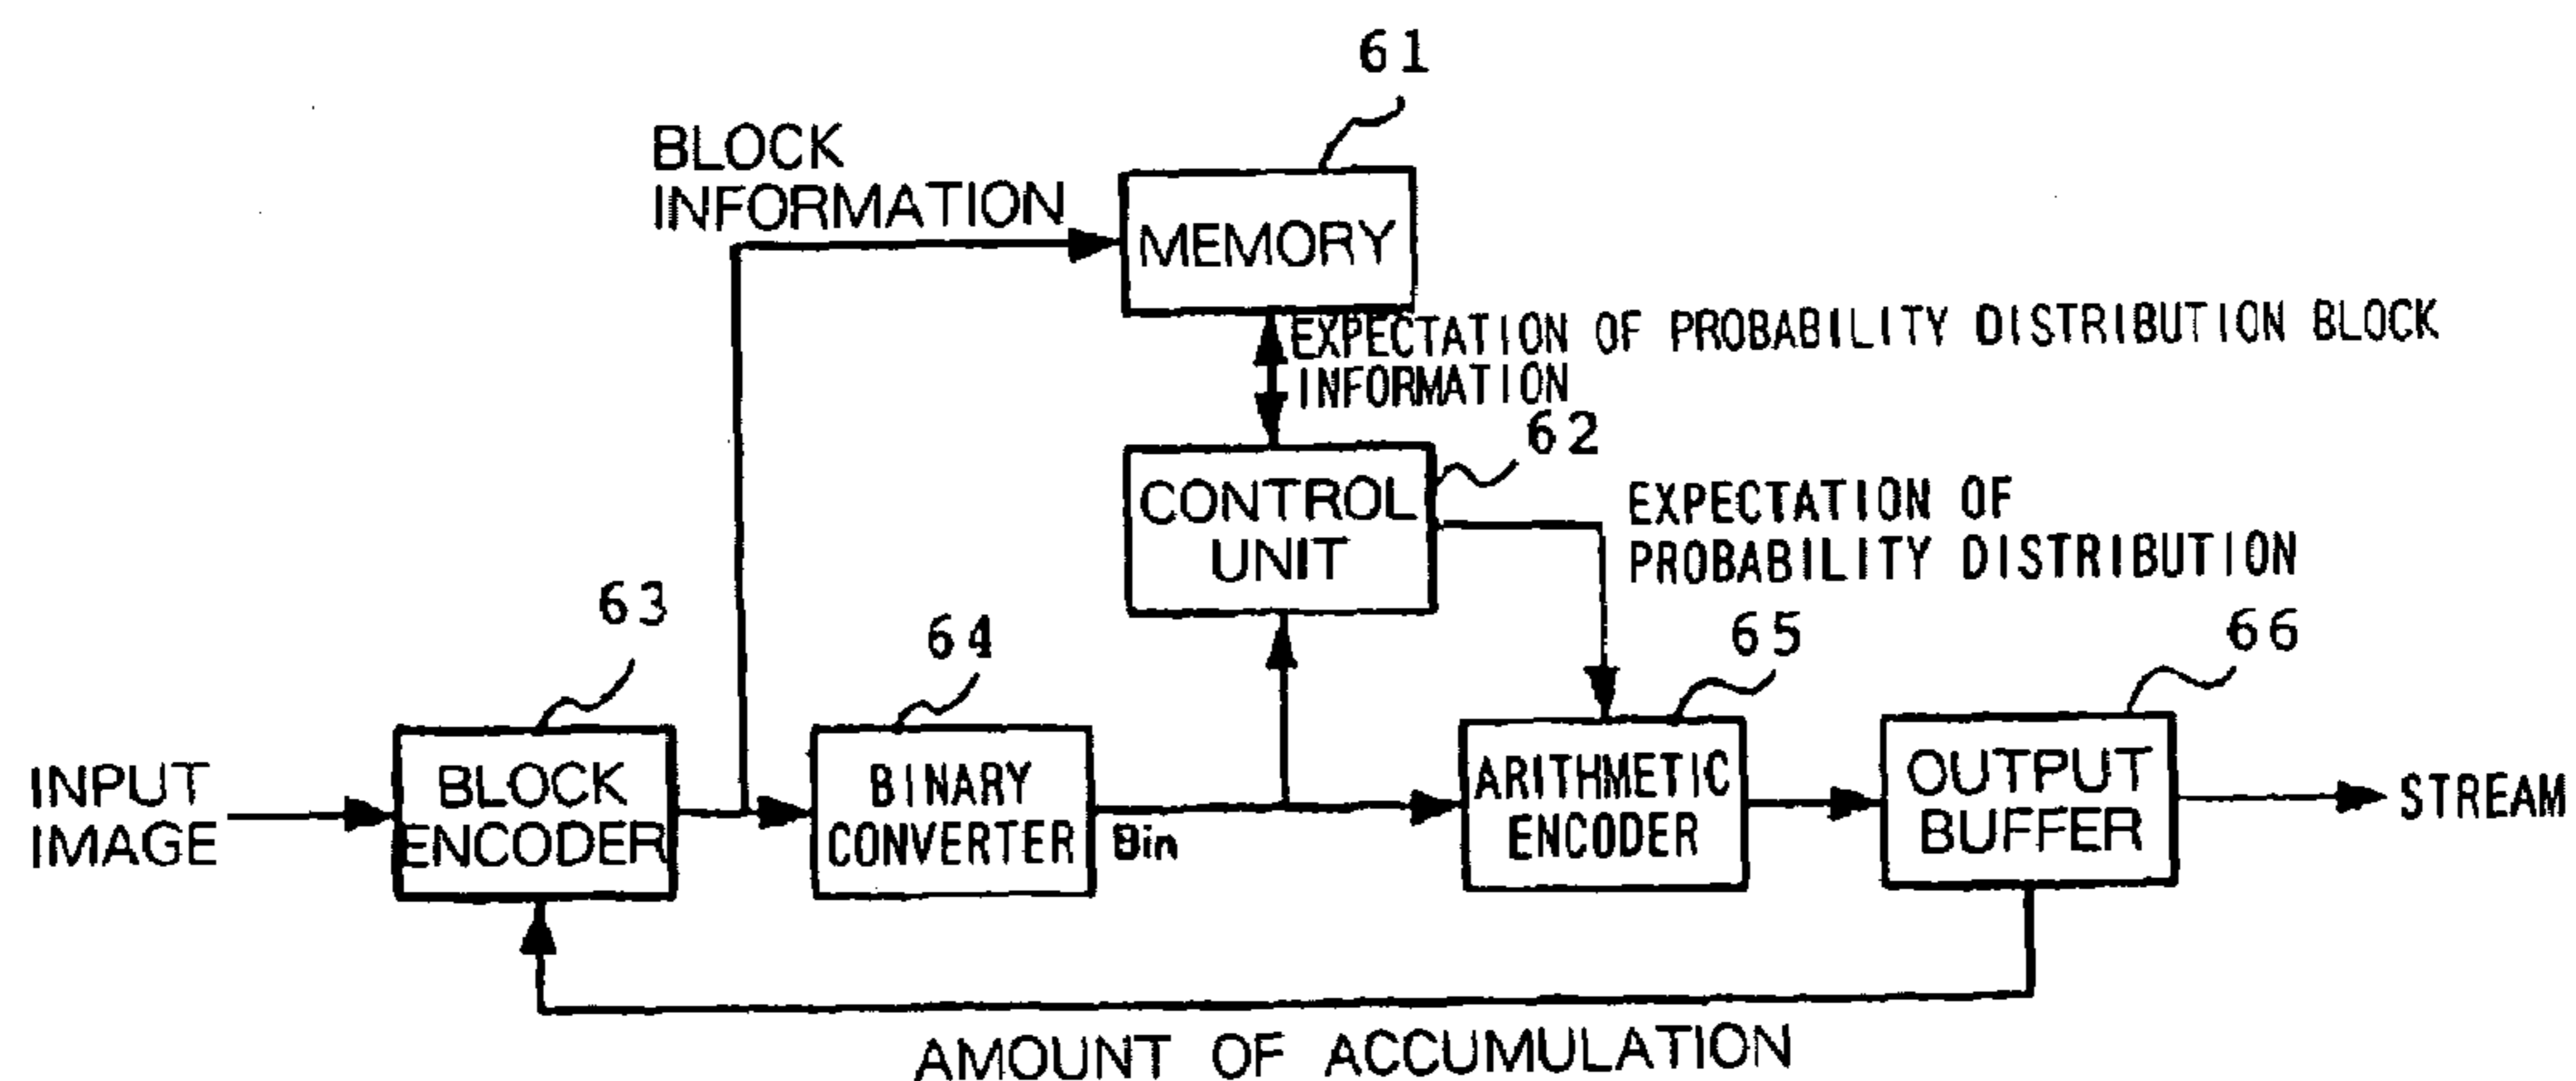 61
BLOCK
INFORMATION
MEMORY
EXPECTATION OF PROBABILITY DISTRIBUTION BLOCK
INFORMATION
62
CONTROL
UNIT
EXPECTATION OF
PROBABILITY DISTRIBUTION
63
64
65
66
INPUT
IMAGE
BLOCK
ENCODER
BINARY
CONVERTER
Bin
ARITHMETIC
ENCODER
OUTPUT
BUFFER
STREAM
AMOUNT OF ACCUMULATION